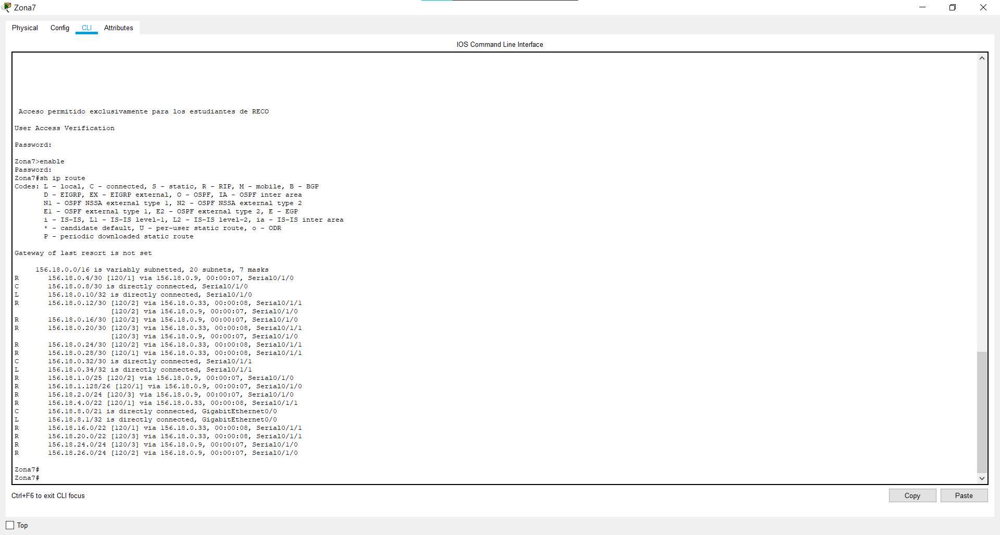 Zona7
Physical Config CLI Attributes
IOS Command Line Interface
Acceso permitido exclusivamente para los estudiantes de RECO
User Access Verification
Password:
Zona7>enable
Password:
Zona7#sh ip route
Codes: L - local, C - connected, S - static, R - RIP, M - mobile, B - BGP
D - EIGRP, EX - EIGRP external, O - OSPF, IA - OSPF inter area
N1 - OSPF NSSA external type 1, N2 - OSPF NSSA external type 2
E1 - OSPF external type 1, E2 - OSPF external type 2, E - EGP
i - IS-IS, L1 - IS-IS level-1, L2 - IS-IS level-2, ia - IS-IS inter area
* - candidate default, U - per-user static route, o - ODR
P - periodic downloaded static route
Gateway of last resort is not set
156.18.0.0/16 is variably subnetted, 20 subnets, 7 masks
R 156.18.0.4/30 [120/1] via 156.18.0.9, 00:00:07, Serial0/1/0
C 156.18.0.8/30 is directly connected, Serial0/1/0
L 156.18.0.10/32 is directly connected, Serial0/1/0
R 156.18.0.12/30 [120/2] via 156.18.0.33, 00:00:08, Serial0/1/1
[120/2] via 156.18.0.9, 00:00:07, Serial0/1/0
R 156.18.0.16/30 [120/2] via 156.18.0.9, 00:00:07, Serial0/1/0
R 156.18.0.20/30 [120/3] via 156.18.0.33, 00:00:08, Serial0/1/1
[120/3] via 156.18.0.9, 00:00:07, Serial0/1/0
R 156.18.0.24/30 [120/2] via 156.18.0.33, 00:00:08, Serial0/1/1
R 156.18.0.28/30 [120/1] via 156.18.0.33, 00:00:08, Serial0/1/1
C 156.18.0.32/30 is directly connected, Serial0/1/1
L 156.18.0.34/32 is directly connected, Serial0/1/1
R 156.18.1.0/25 [120/2] via 156.18.0.9, 00:00:07, Serial0/1/0
R 156.18.1.128/26 [120/1] via 156.18.0.9, 00:00:07, Serial0/1/0
R 156.18.2.0/24 [120/3] via 156.18.0.9, 00:00:07, Serial0/1/0
R 156.18.4.0/22 [120/1] via 156.18.0.33, 00:00:08, Serial0/1/1
C 156.18.8.0/21 is directly connected, GigabitEthernet0/0
L 156.18.8.1/32 is directly connected, GigabitEthernet0/0
R 156.18.16.0/22 [120/1] via 156.18.0.33, 00:00:08, Serial0/1/1
R 156.18.20.0/22 [120/3] via 156.18.0.33, 00:00:08, Serial0/1/1
R 156.18.24.0/24 [120/3] via 156.18.0.9, 00:00:07, Serial0/1/0
R 156.18.26.0/24 [120/2] via 156.18.0.9, 00:00:07, Serial0/1/0
Zona7#
Zona7#
Ctrl+F6 to exit CLI focus
Copy Paste
Top